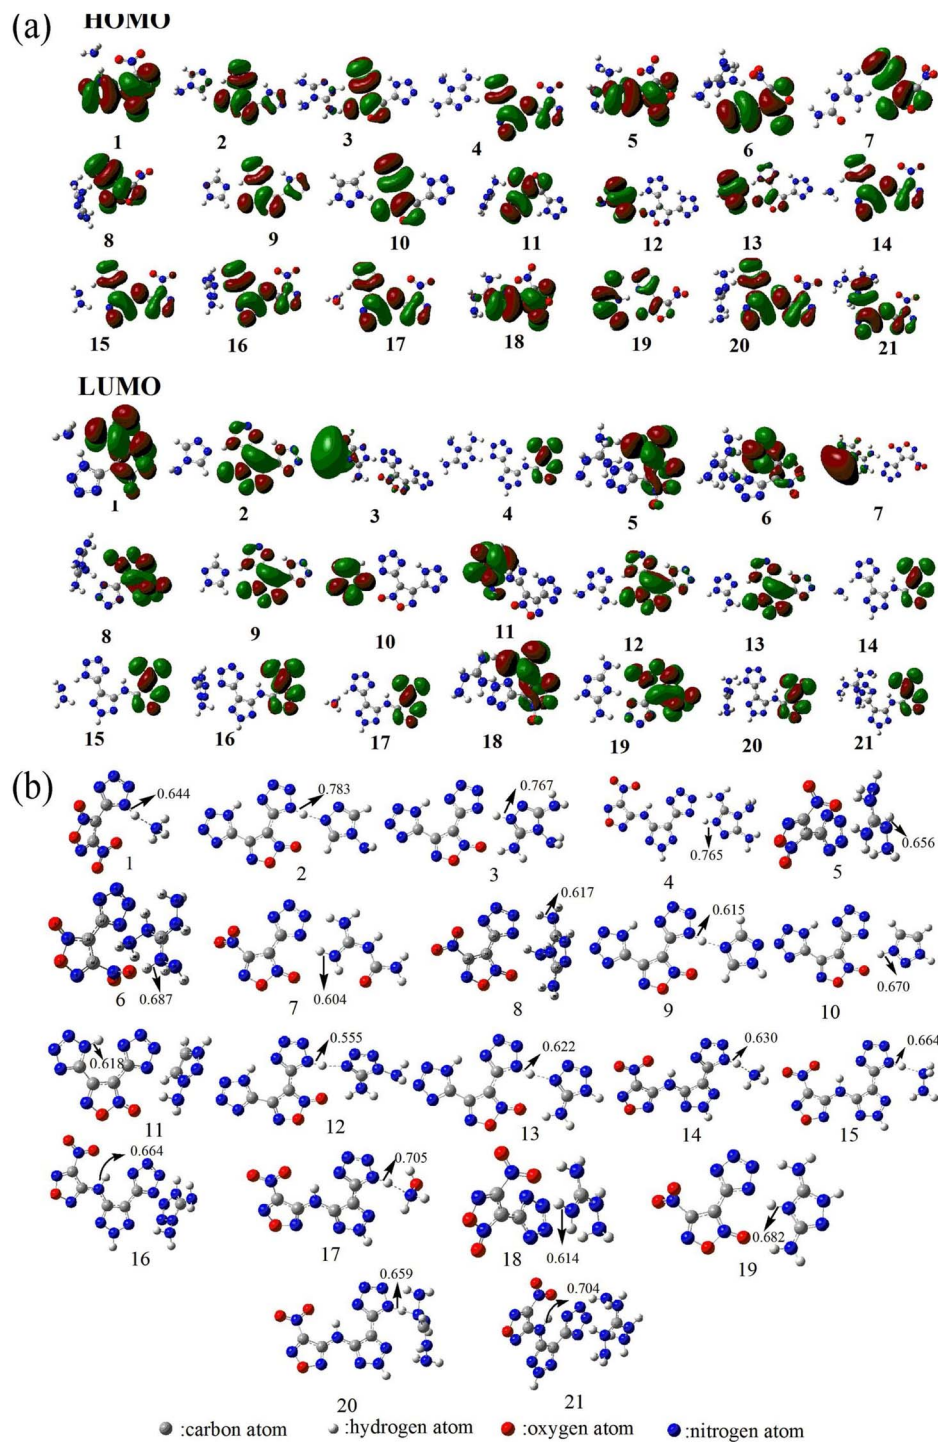 (a)
HOMO
1 2 3 4 5 6 7
8 9 10 11 12 13 14
15 16 17 18 19 20 21
LUMO
1 2 3 4 5 6 7
8 9 10 11 12 13 14
15 16 17 18 19 20 21
(b)
0.644 0.783 0.767 0.765 0.656
1 2 3 4 5
0.687 0.604 0.617 0.615 0.670
6 7 8 9 10
0.618 0.555 0.622 0.630 0.664
11 12 13 14 15
0.664 0.705 0.614 0.682
16 17 18 19
0.659 0.704
20 21
:carbon atom :hydrogen atom :oxygen atom :nitrogen atom